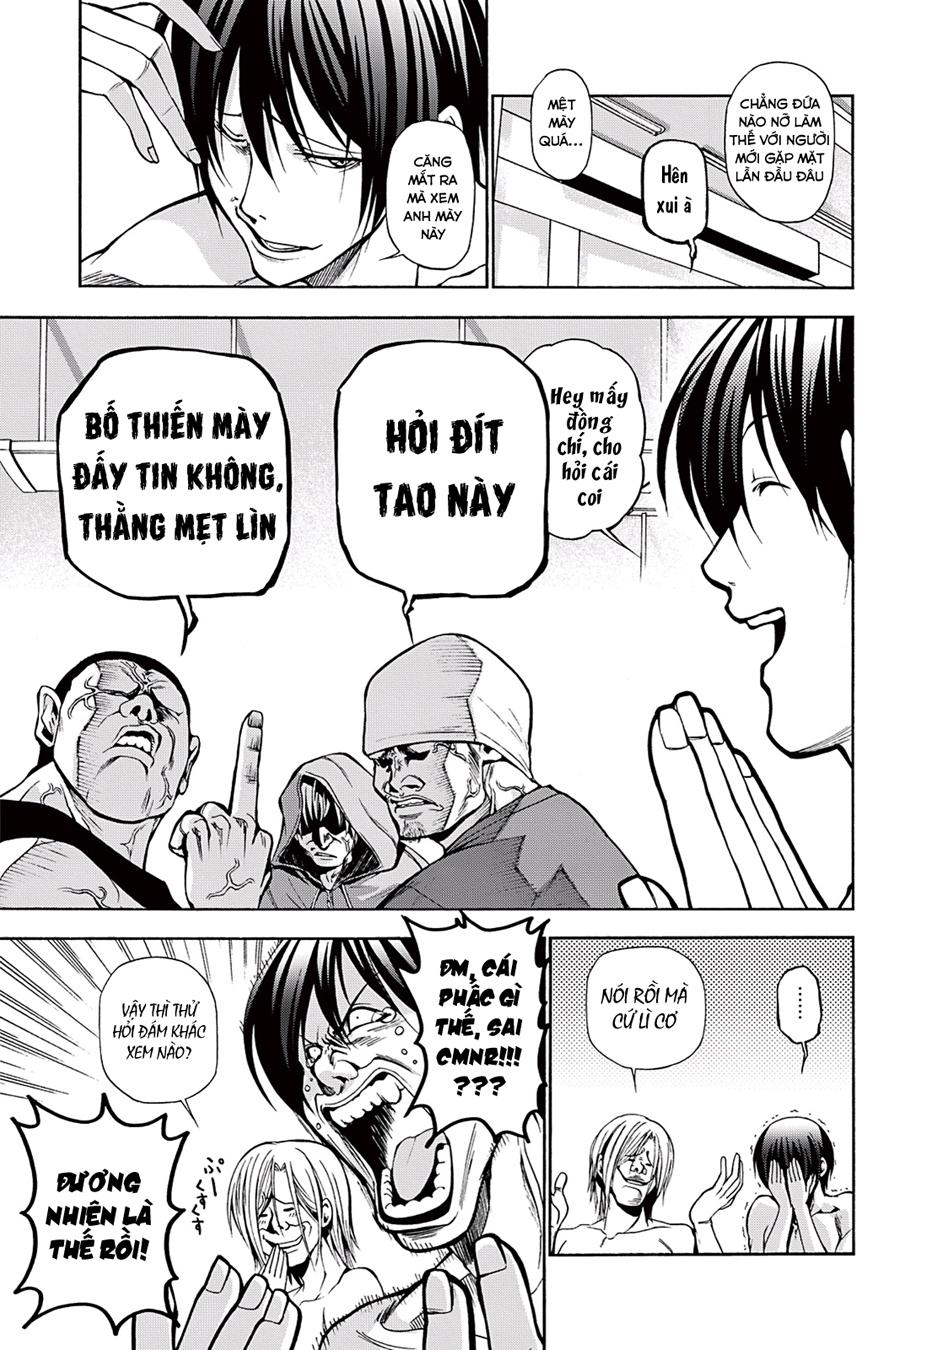 CHẲNG ĐỨA
NÀO NỠ LÀM
THẾ VỚI NGƯỜI
MỚI GẶP MẶT
LẦN ĐẦU ĐÂU
Hên
xui à
MỆT
MÀY
QUÁ...
CĂNG
MẮT RA
MÀ XEM
ANH MÀY
NÀY
Hey mấy
đồng
chí, cho
hỏi cái
coi
HỎI ĐÍT
TAO NÀY
BỐ THIẾN MÀY
ĐẤY TIN KHÔNG,
THẰNG MẸT LÌN
......
NÓI RỒI MÀ
CỨ LÌ CƠ
ĐM, CÁI
PHẮC GÌ
THẾ, SAI
CMNR!!!
???
VẬY THÌ THỬ
HỎI ĐÁM KHÁC
XEM NÀO?
ぷー
くすくす
ĐƯƠNG
NHIÊN LÀ
THẾ RỒI!